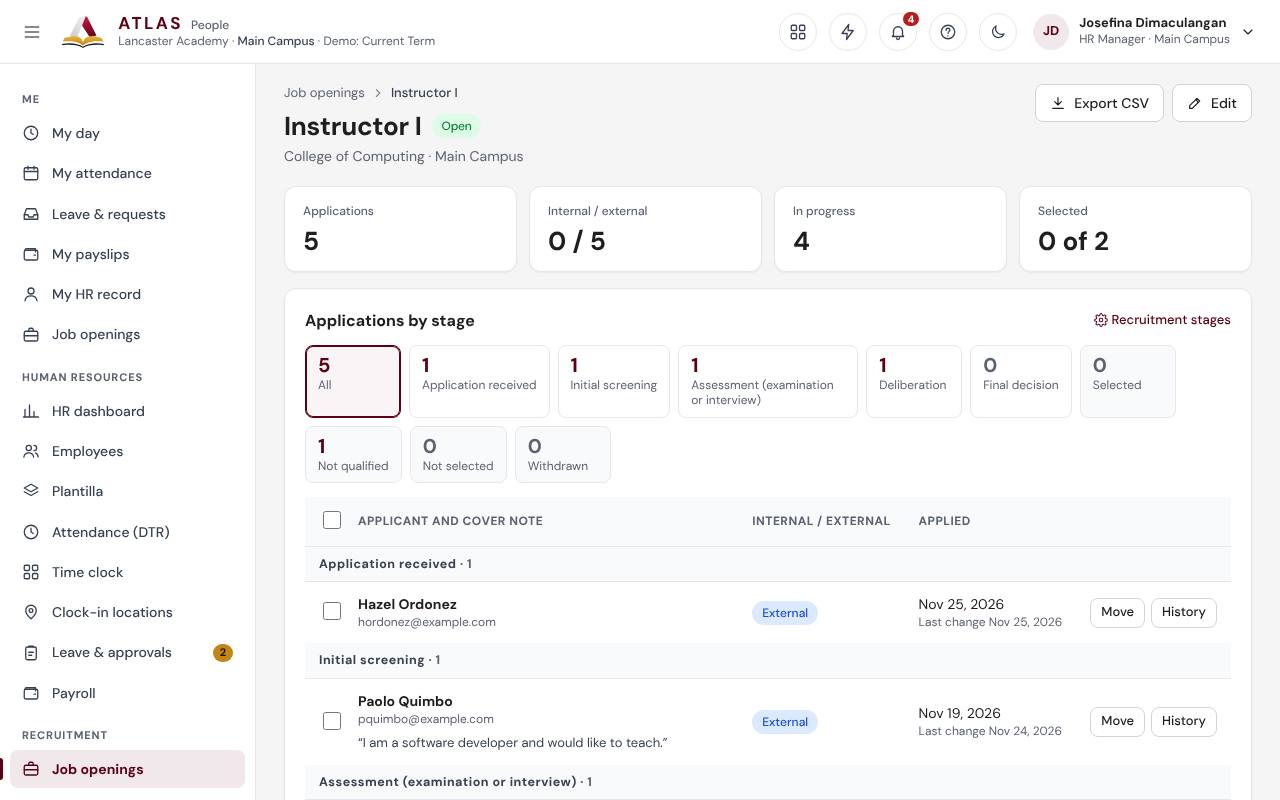 ATLAS People
Lancaster Academy · Main Campus · Demo: Current Term
4
JD
Josefina Dimaculangan
HR Manager · Main Campus
ME
My day
My attendance
Leave & requests
My payslips
My HR record
Job openings
HUMAN RESOURCES
HR dashboard
Employees
Plantilla
Attendance (DTR)
Time clock
Clock-in locations
Leave & approvals 2
Payroll
RECRUITMENT
Job openings
Job openings > Instructor I
Export CSV
Edit
Instructor I Open
College of Computing · Main Campus
Applications
5
Internal / external
0 / 5
In progress
4
Selected
0 of 2
Applications by stage
Recruitment stages
5
All
1
Application received
1
Initial screening
1
Assessment (examination
or interview)
1
Deliberation
0
Final decision
0
Selected
1
Not qualified
0
Not selected
0
Withdrawn
APPLICANT AND COVER NOTE INTERNAL / EXTERNAL APPLIED
Application received · 1
Hazel Ordonez
hordonez@example.com
External
Nov 25, 2026
Last change Nov 25, 2026
Move
History
Initial screening · 1
Paolo Quimbo
pquimbo@example.com
“I am a software developer and would like to teach.”
External
Nov 19, 2026
Last change Nov 24, 2026
Move
History
Assessment (examination or interview) · 1